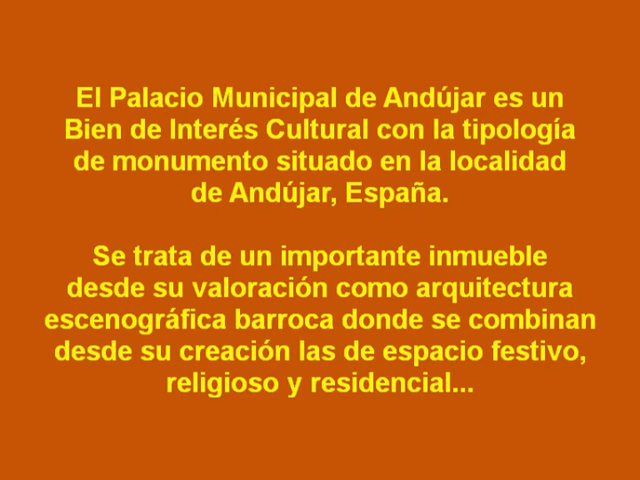 El Palacio Municipal de Andújar es un
Bien de Interés Cultural con la tipología
de monumento situado en la localidad
de Andújar, España.
Se trata de un importante inmueble
desde su valoración como arquitectura
escenográfica barroca donde se combinan
desde su creación las de espacio festivo,
religioso y residencial...